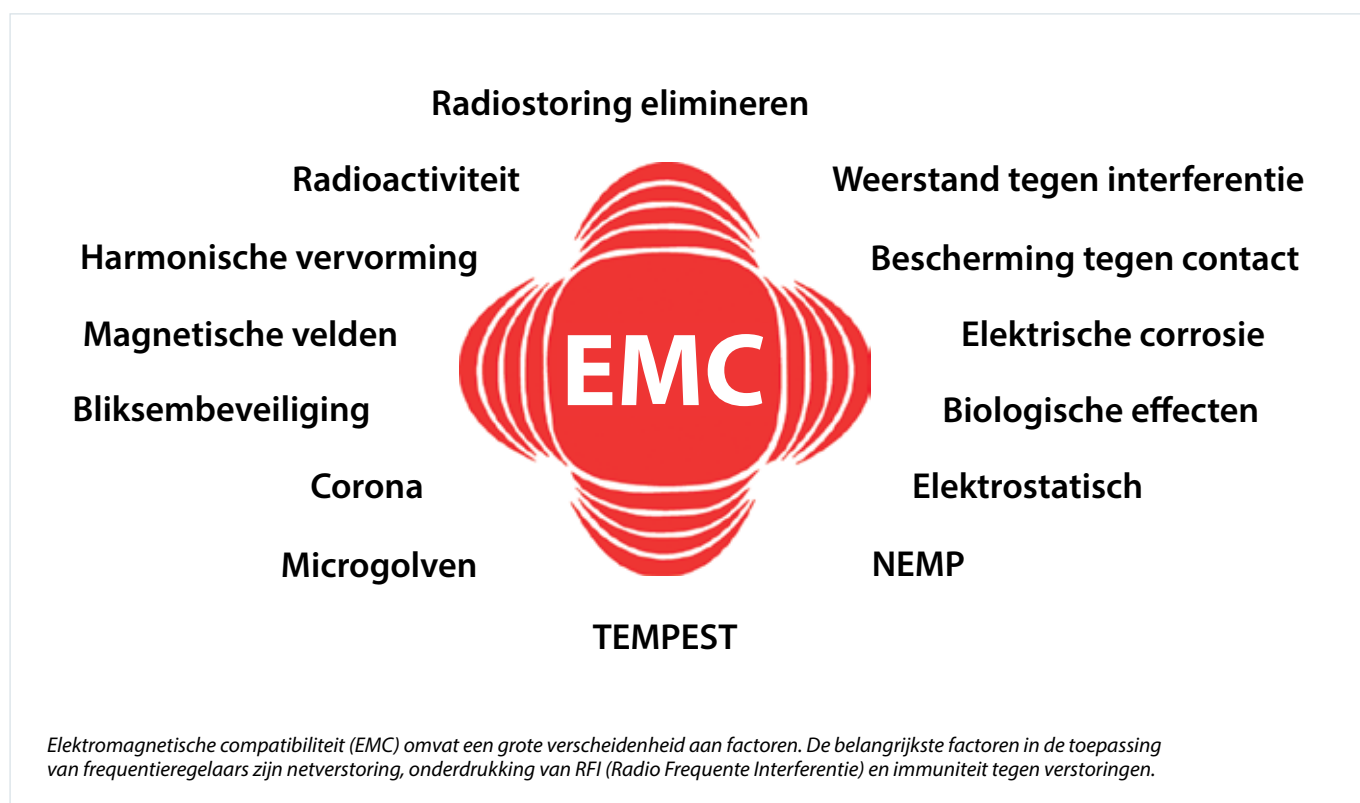 Radiostoring elimineren
Radioactiviteit
Weerstand tegen interferentie
Harmonische vervorming
Bescherming tegen contact
Magnetische velden
Elektrische corrosie
EMC
Bliksembeveiliging
Biologische effecten
Corona
Elektrostatisch
Microgolven
NEMP
TEMPEST
Elektromagnetische compatibiliteit (EMC) omvat een grote verscheidenheid aan factoren. De belangrijkste factoren in de toepassing
van frequentieregelaars zijn netverstoring, onderdrukking van RFI (Radio Frequente Interferentie) en immuniteit tegen verstoringen.